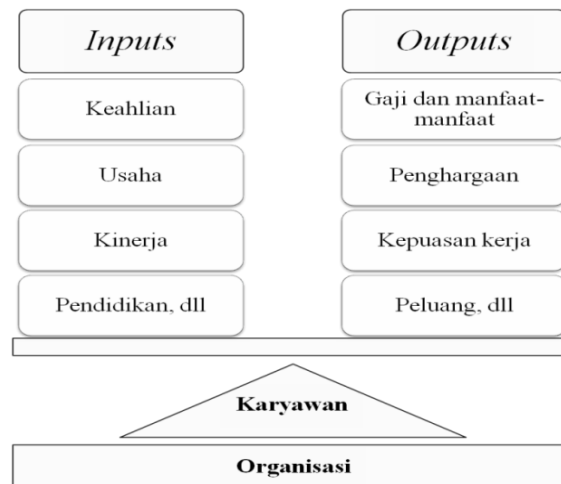 Inputs
Outputs
Keahlian
Gaji dan manfaat-
manfaat
Usaha
Penghargaan
Kinerja
Kepuasan kerja
Pendidikan, dll
Peluang, dll
Karyawan
Organisasi